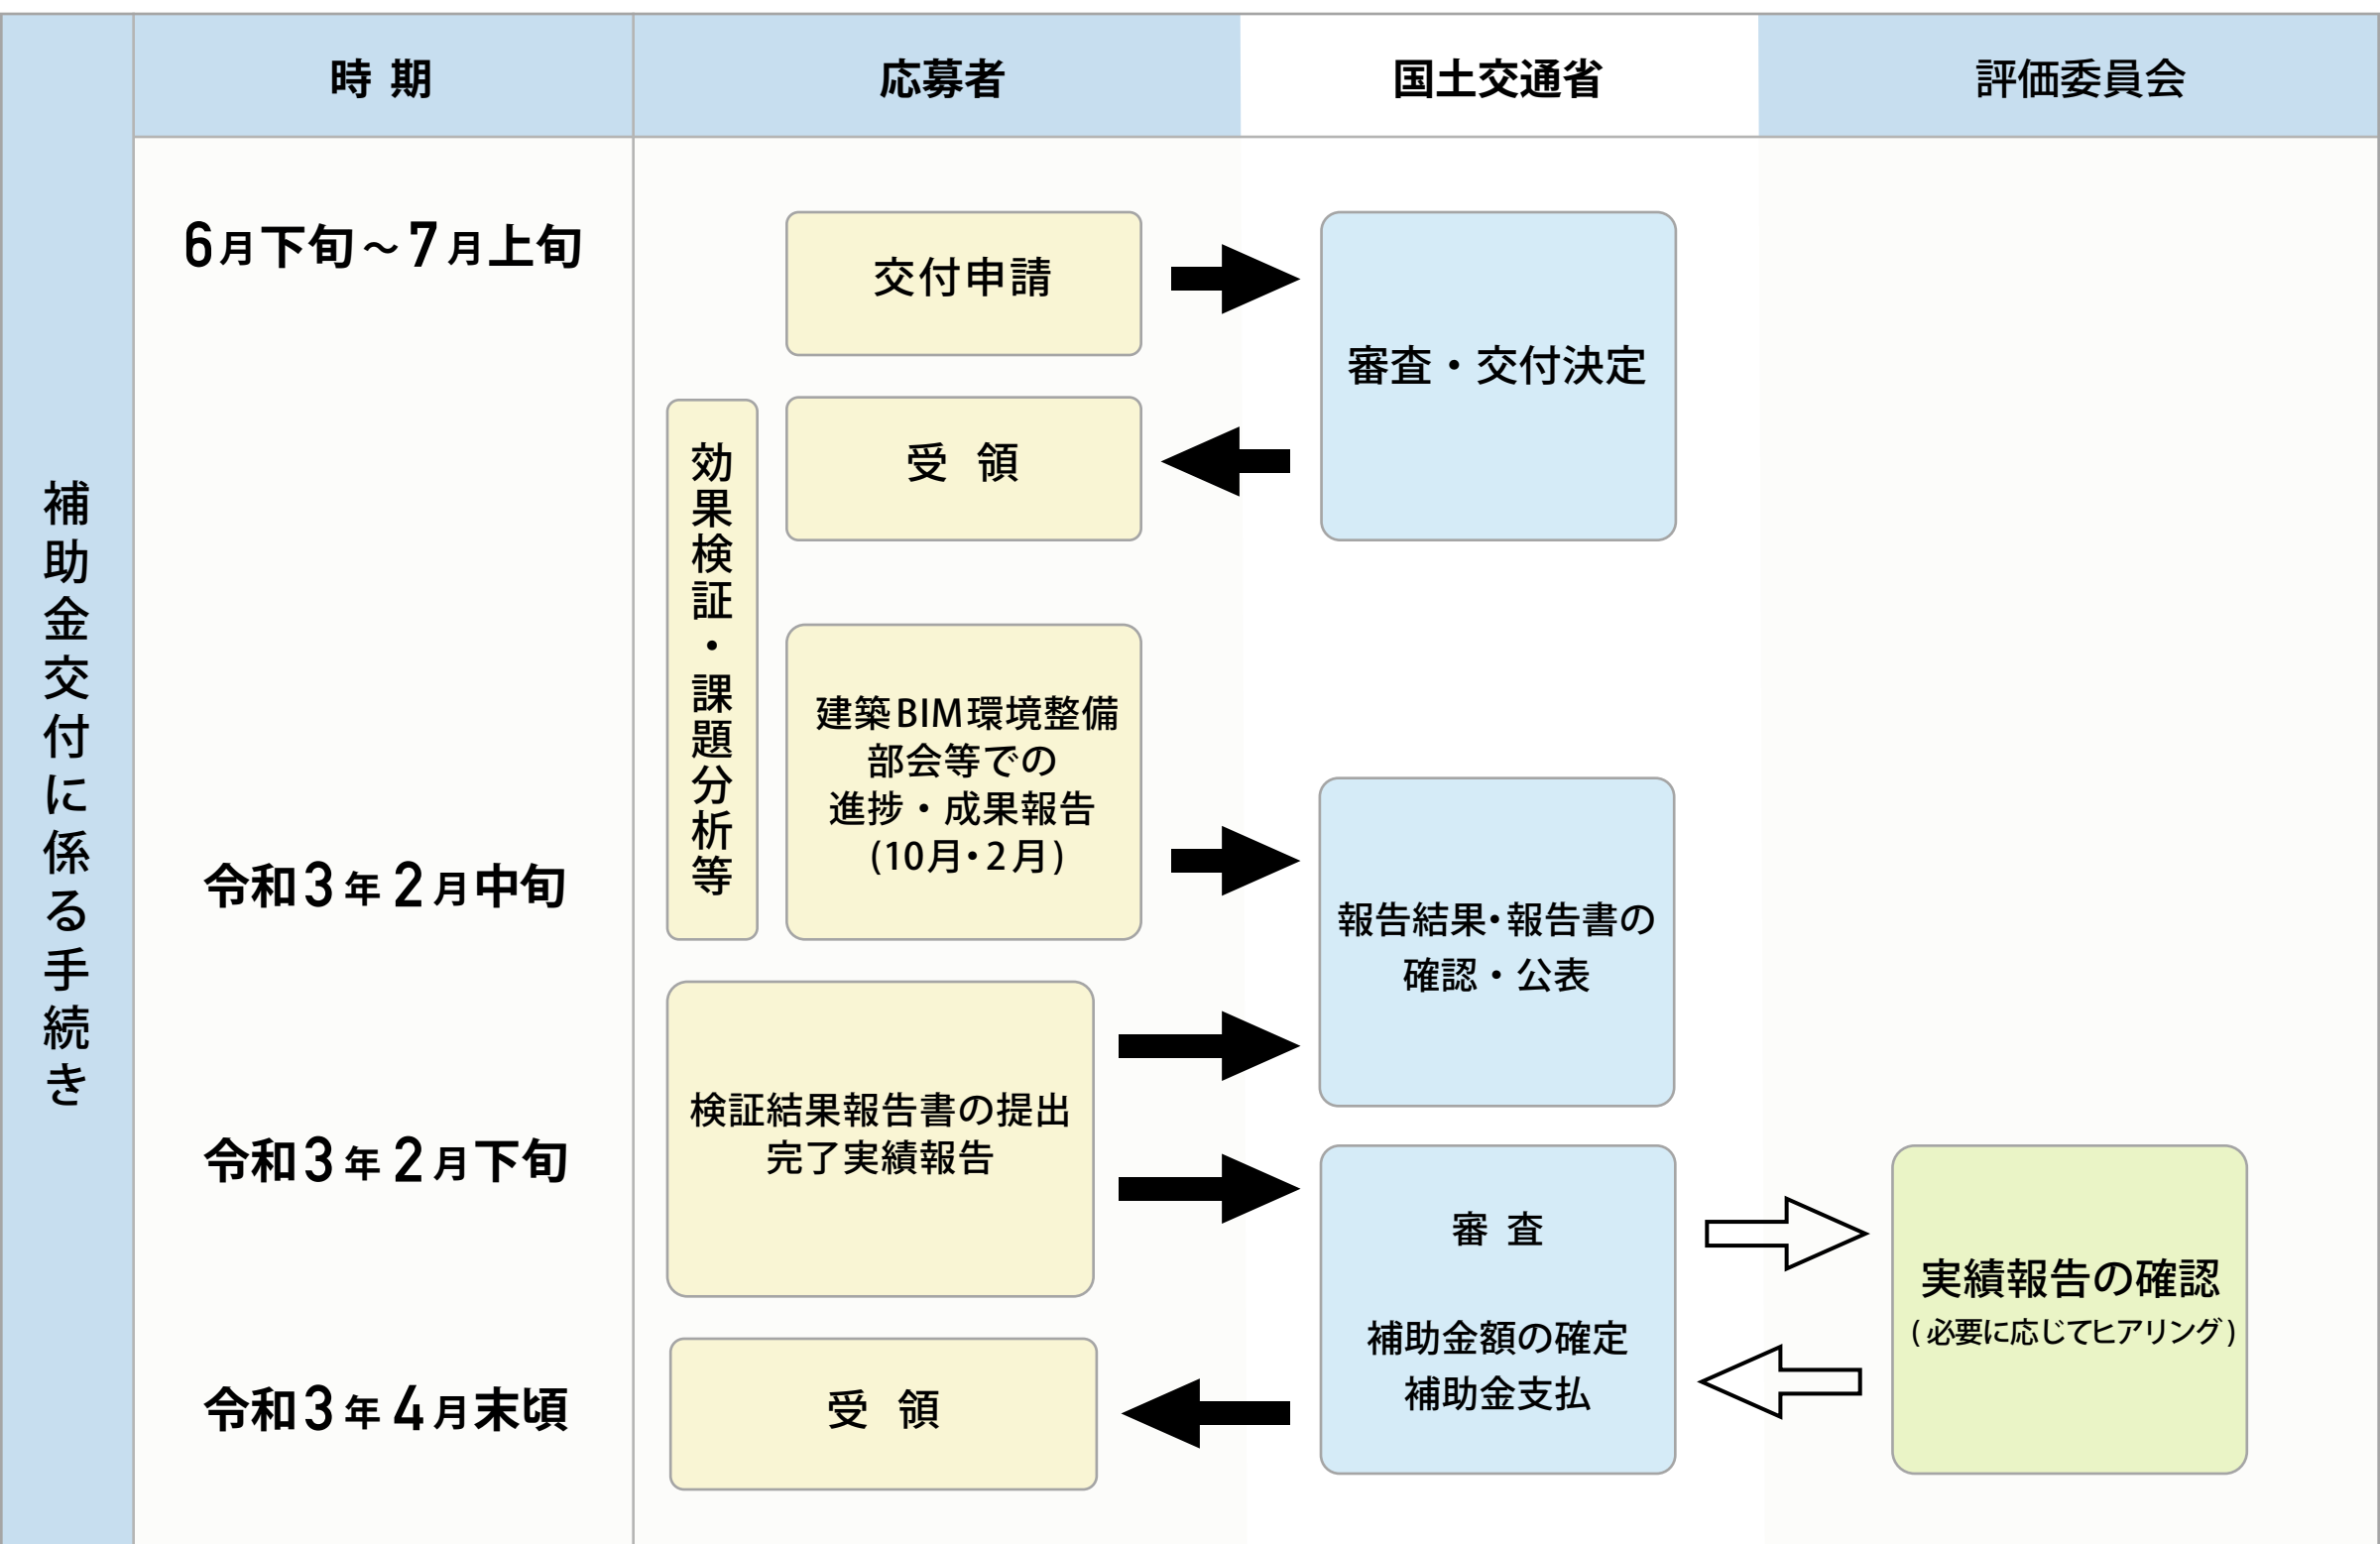 時 期
応募者
国土交通省
評価委員会
補助金交付に係る手続き
6月下旬～7月上旬
交付申請
審査・交付決定
受 領
効果検証・課題分析等
建築BIM環境整備
部会等での
進捗・成果報告
(10月・2月)
令和3年2月中旬
報告結果・報告書の
確認・公表
検証結果報告書の提出
完了実績報告
令和3年2月下旬
審 査
補助金額の確定
補助金支払
実績報告の確認
(必要に応じてヒアリング)
令和3年4月末頃
受 領